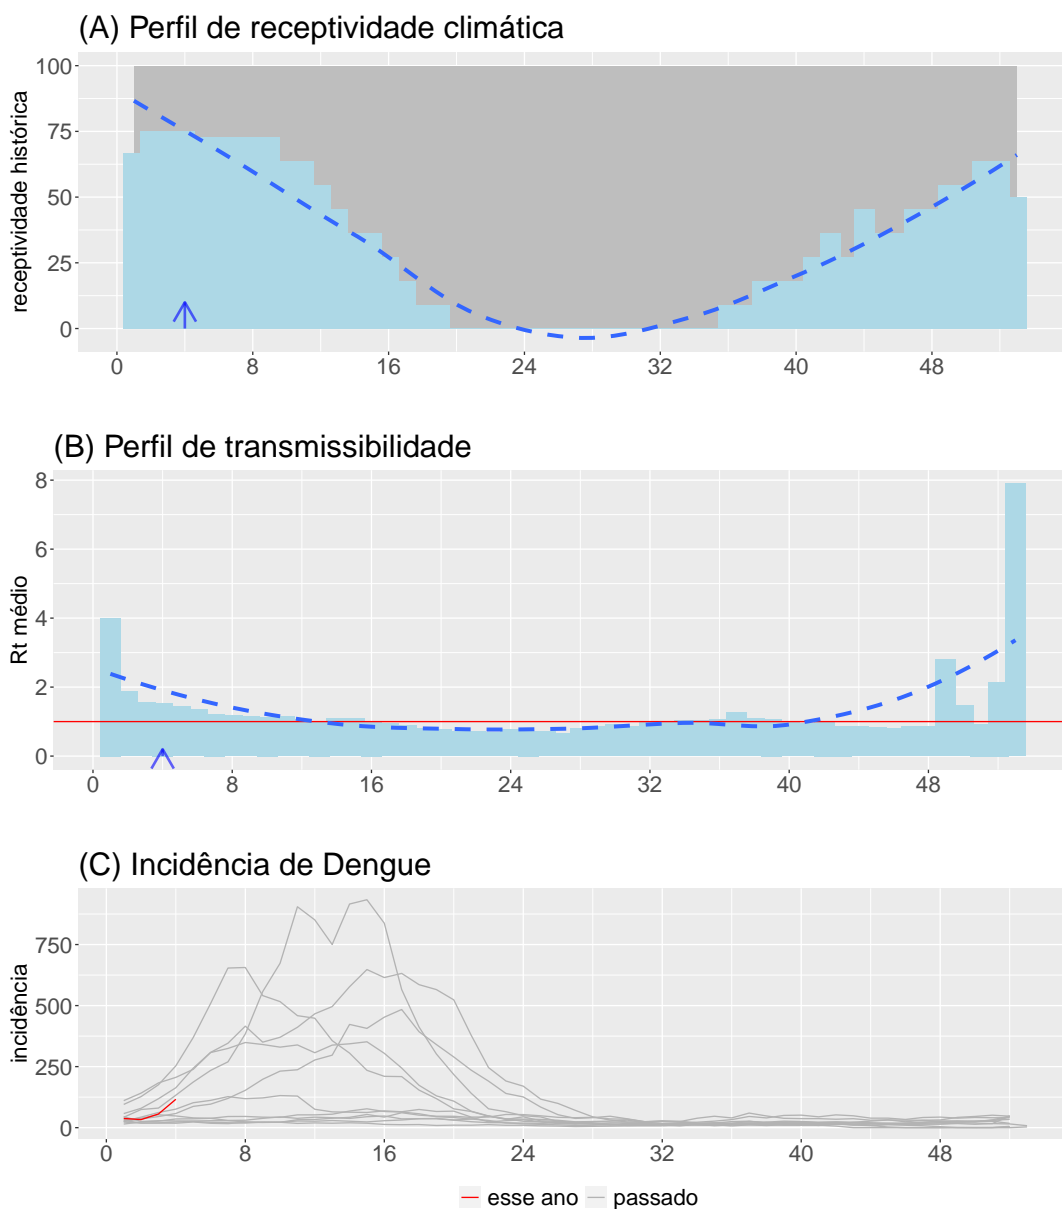 (A) Perfil de receptividade climática
receptividade histórica
100
75
50
25
0
0 8 16 24 32 40 48
(B) Perfil de transmissibilidade
Rt médio
8
6
4
2
0
0 8 16 24 32 40 48
(C) Incidência de Dengue
incidência
750
500
250
0
0 8 16 24 32 40 48
esse ano passado